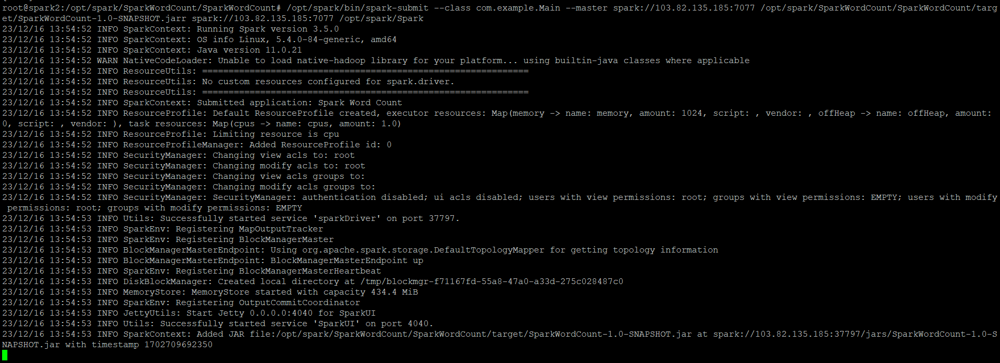 root@spark2:/opt/spark/SparkWordCount/SparkWordCount# /opt/spark/bin/spark-submit --class com.example.Main --master spark://103.82.135.185:7077 /opt/spark/SparkWordCount/SparkWordCount/targ
et/SparkWordCount-1.0-SNAPSHOT.jarr spark://103.82.135.185:7077 /opt/spark/Spark
23/12/16 13:54:52 INFO SparkContext: Running Spark version 3.5.0
23/12/16 13:54:52 INFO SparkContext: OS info Linux, 5.4.0-84-generic, amd64
23/12/16 13:54:52 INFO SparkContext: Java version 11.0.21
23/12/16 13:54:52 WARN NativeCodeLoader: Unable to load native-hadoop library for your platform... using builtin-java classes where applicable
23/12/16 13:54:52 INFO ResourceUtils: ==============================================================
23/12/16 13:54:52 INFO ResourceUtils: No custom resources configured for spark.driver.
23/12/16 13:54:52 INFO ResourceUtils: ==============================================================
23/12/16 13:54:52 INFO SparkContext: Submitted application: Spark Word Count
23/12/16 13:54:52 INFO ResourceProfile: Default ResourceProfile created, executor resources: Map(memory -> name: memory, amount: 1024, script: , vendor: , offHeap -> name: offHeap, amount:
0, script: , vendor: ), task resources: Map(cpus -> name: cpus, amount: 1.0)
23/12/16 13:54:52 INFO ResourceProfile: Limiting resource is cpu
23/12/16 13:54:52 INFO ResourceProfileManager: Added ResourceProfile id: 0
23/12/16 13:54:52 INFO SecurityManager: Changing view acls to: root
23/12/16 13:54:52 INFO SecurityManager: Changing modify acls to: root
23/12/16 13:54:52 INFO SecurityManager: Changing view acls groups to:
23/12/16 13:54:52 INFO SecurityManager: Changing modify acls groups to:
23/12/16 13:54:52 INFO SecurityManager: SecurityManager: authentication disabled; ui acls disabled; users with view permissions: root; groups with view permissions: EMPTY; users with modify
permissions: root; groups with modify permissions: EMPTY
23/12/16 13:54:53 INFO Utils: Successfully started service 'sparkDriver' on port 37797.
23/12/16 13:54:53 INFO SparkEnv: Registering MapOutputTracker
23/12/16 13:54:53 INFO SparkEnv: Registering BlockManagerMaster
23/12/16 13:54:53 INFO BlockManagerMasterEndpoint: Using org.apache.spark.storage.DefaultTopologyMapper for getting topology information
23/12/16 13:54:53 INFO BlockManagerMasterEndpoint: BlockManagerMasterEndpoint up
23/12/16 13:54:53 INFO SparkEnv: Registering BlockManagerMasterHeartbeat
23/12/16 13:54:53 INFO DiskBlockManager: Created local directory at /tmp/blockmgr-f71167fd-55a8-47a0-a33d-275c028487c0
23/12/16 13:54:53 INFO MemoryStore: MemoryStore started with capacity 434.4 MiB
23/12/16 13:54:53 INFO SparkEnv: Registering OutputCommitCoordinator
23/12/16 13:54:53 INFO JettyUtils: Start Jetty 0.0.0.0:4040 for SparkUI
23/12/16 13:54:53 INFO Utils: Successfully started service 'SparkUI' on port 4040.
23/12/16 13:54:53 INFO SparkContext: Added JAR file:/opt/spark/SparkWordCount/SparkWordCount/target/SparkWordCount-1.0-SNAPSHOT.jar at spark://103.82.135.185:37797/jars/SparkWordCount-1.0-S
NAPSHOT.jar with timestamp 1702709692350